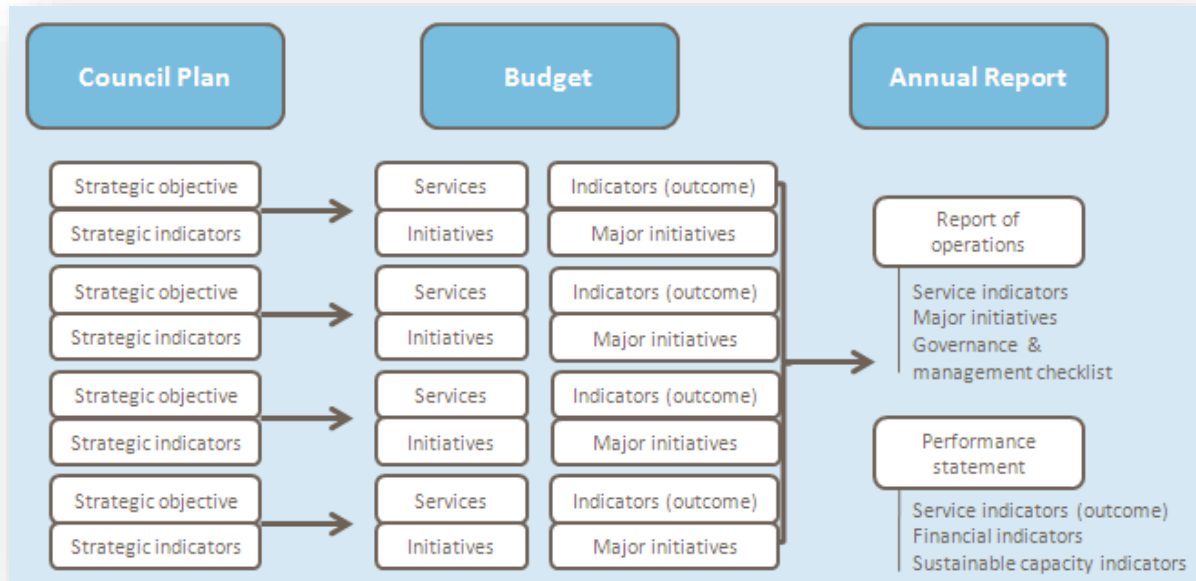 Council Plan
Budget
Annual Report
Strategic objective
Strategic indicators
Strategic objective
Strategic indicators
Strategic objective
Strategic indicators
Strategic objective
Strategic indicators
Services
Initiatives
Services
Initiatives
Services
Initiatives
Services
Initiatives
Indicators (outcome)
Major initiatives
Indicators (outcome)
Major initiatives
Indicators (outcome)
Major initiatives
Indicators (outcome)
Major initiatives
Report of
operations
Service indicators
Major initiatives
Governance &
management checklist
Performance
statement
Service indicators (outcome)
Financial indicators
Sustainable capacity indicators